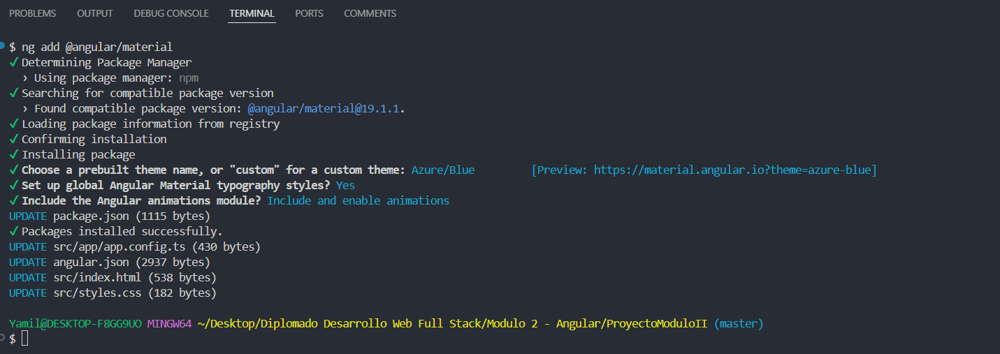 PROBLEMS OUTPUT DEBUG CONSOLE TERMINAL PORTS COMMENTS
$ ng add @angular/material
✓ Determining Package Manager
› Using package manager: npm
✓ Searching for compatible package version
› Found compatible package version: @angular/material@19.1.1.
✓ Loading package information from registry
✓ Confirming installation
✓ Installing package
✓ Choose a prebuilt theme name, or "custom" for a custom theme: Azure/Blue [Preview: https://material.angular.io?theme=azure-blue]
✓ Set up global Angular Material typography styles? Yes
✓ Include the Angular animations module? Include and enable animations
UPDATE package.json (1115 bytes)
✓ Packages installed successfully.
UPDATE src/app/app.config.ts (430 bytes)
UPDATE angular.json (2937 bytes)
UPDATE src/index.html (538 bytes)
UPDATE src/styles.css (182 bytes)
Yamil@DESKTOP-F8GG9UO MINGW64 ~/Desktop/Diplomado Desarrollo Web Full Stack/Modulo 2 - Angular/ProyectoModuloII (master)
$